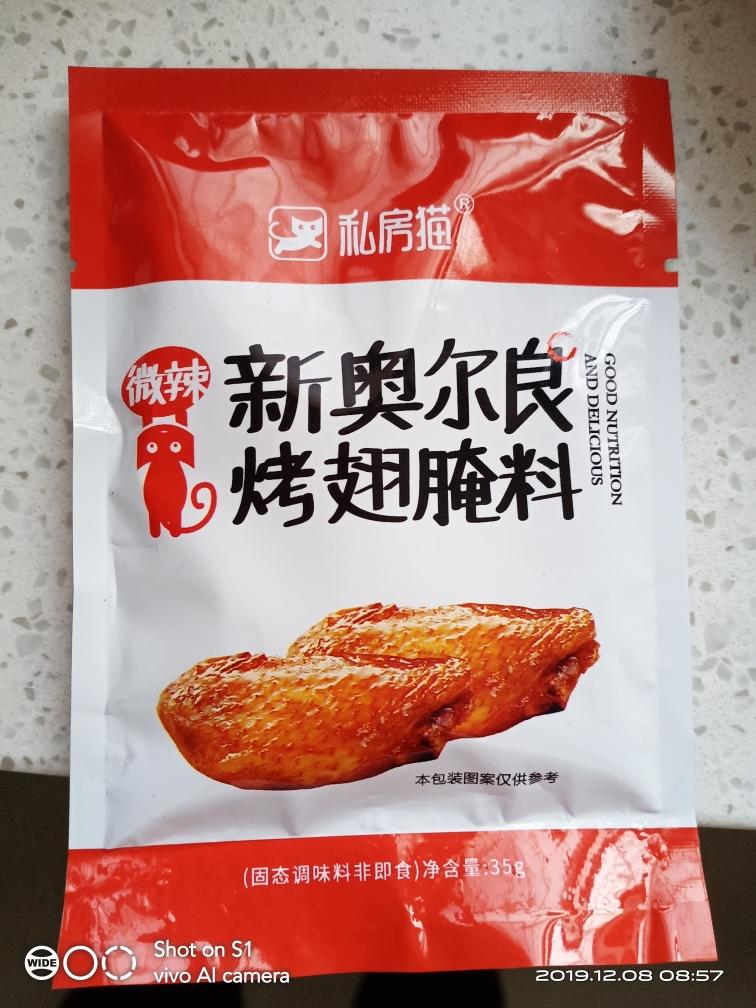 私房猫®
微辣
新奥尔良
烤翅腌料
GOOD NUTRITION
AND DELICIOUS
本包装图案仅供参考
(固态调味料非即食)净含量:35g
WIDE
Shot on S1
vivo AI camera
2019.12.08 08:57